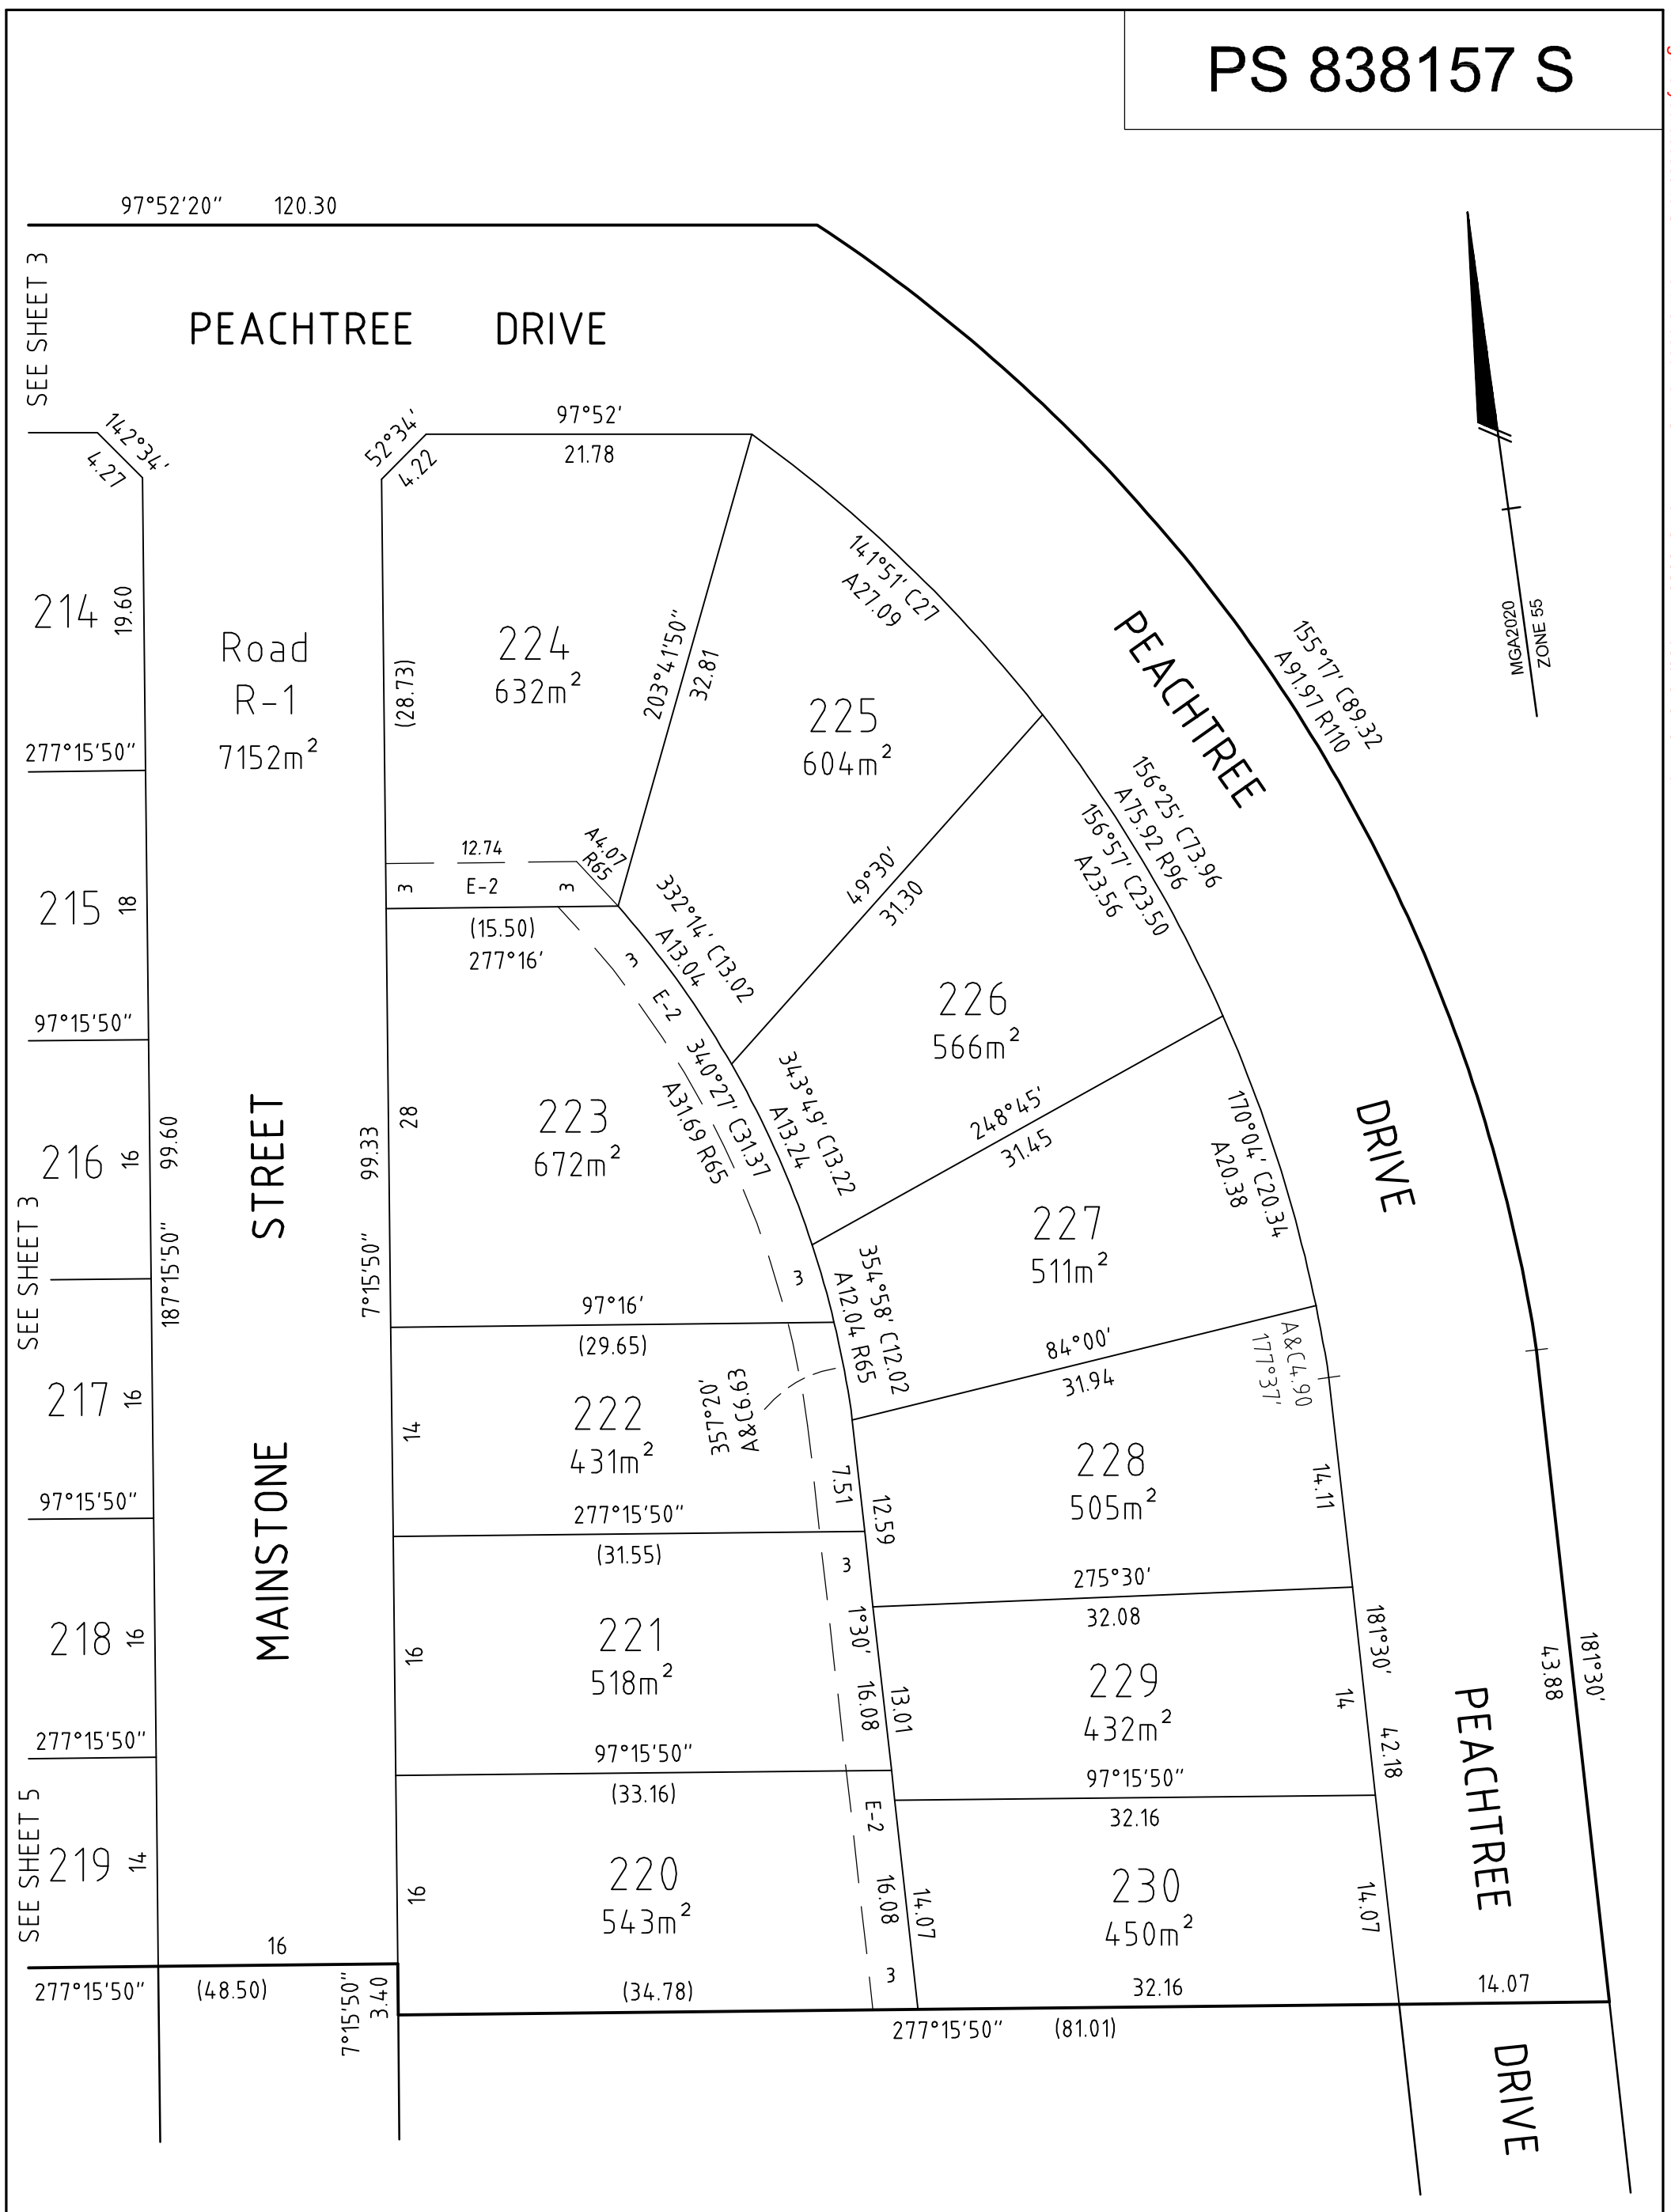 PS 838157 S
97°52'20" 120.30
SEE SHEET 3
PEACHTREE DRIVE
142°34'
4.27
52°34'
4.22
97°52'
21.78
214
19.60
Road
R-1
7152m²
277°15'50"
(28.73)
224
632m²
203°41'50"
32.81
141°51' C27
A27.09
225
604m²
PEACHTREE
155°17' C89.32
A91.97 R110
MGA2020
ZONE 55
12.74
A4.07
R65
3
E-2
3
(15.50)
277°16'
215
18
97°15'50"
332°14' C13.02
A13.04
49°30'
31.30
156°25' C73.96
A75.92 R96
156°57' C23.50
A23.56
3
E-2
340°27' C31.37
A31.69 R65
226
566m²
343°49' C13.22
A13.24
248°45'
31.45
170°04' C20.34
A20.38
DRIVE
216
16
99.60
187°15'50"
SEE SHEET 3
STREET
99.33
7°15'50"
28
223
672m²
3
227
511m²
354°58' C12.02
A12.04 R65
97°16'
(29.65)
84°00'
31.94
A&C4.90
177°37'
217
16
97°15'50"
MAINSTONE
14
222
431m²
A&C6.63
357°20'
7.51
12.59
228
505m²
14.11
277°15'50"
(31.55)
3
275°30'
32.08
218
16
277°15'50"
16
221
518m²
1°30'
16.08
13.01
229
432m²
181°30'
14
42.18
43.88
181°30'
PEACHTREE
97°15'50"
(33.16)
E-2
97°15'50"
32.16
SEE SHEET 5
219
14
16
220
543m²
16.08
14.07
230
450m²
14.07
16
277°15'50"
(48.50)
7°15'50"
3.40
(34.78)
3
32.16
14.07
277°15'50" (81.01)
DRIVE